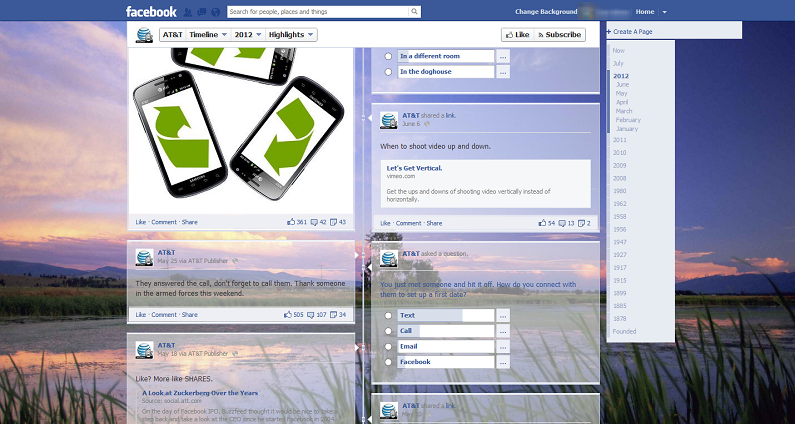 facebook
Search for people, places and things
Change Background
Home
AT&T
Timeline
2012
Highlights
Like
Subscribe
Create A Page
Now
July
2012
June
May
April
March
February
January
2011
2010
2009
2008
1980
1962
1958
1956
1947
1927
1917
1915
1899
1885
1878
Founded
SAMSUNG
Like · Comment · Share
361 42 43
AT&T
May 25 via AT&T Publisher
They answered the call, don't forget to call them. Thank someone
in the armed forces this weekend.
Like · Comment · Share
505 107 34
AT&T
May 18 via AT&T Publisher
Like? More like SHARES.
A Look at Zuckerberg Over the Years
Source: social.att.com
On the day of Facebook IPO, Buzzfeed thought it would be nice to take a
step back and take a look at the CEO since he started Facebook in 2004.
In a different room
...
In the doghouse
...
AT&T shared a link.
June 6
When to shoot video up and down.
Let's Get Vertical.
vimeo.com
Get the ups and downs of shooting video vertically instead of
horizontally.
Like · Comment · Share
54 13 2
AT&T asked a question.
You just met someone and hit it off. How do you connect with
them to set up a first data?
Text
...
Call
...
Email
...
Facebook
...
AT&T shared a link.